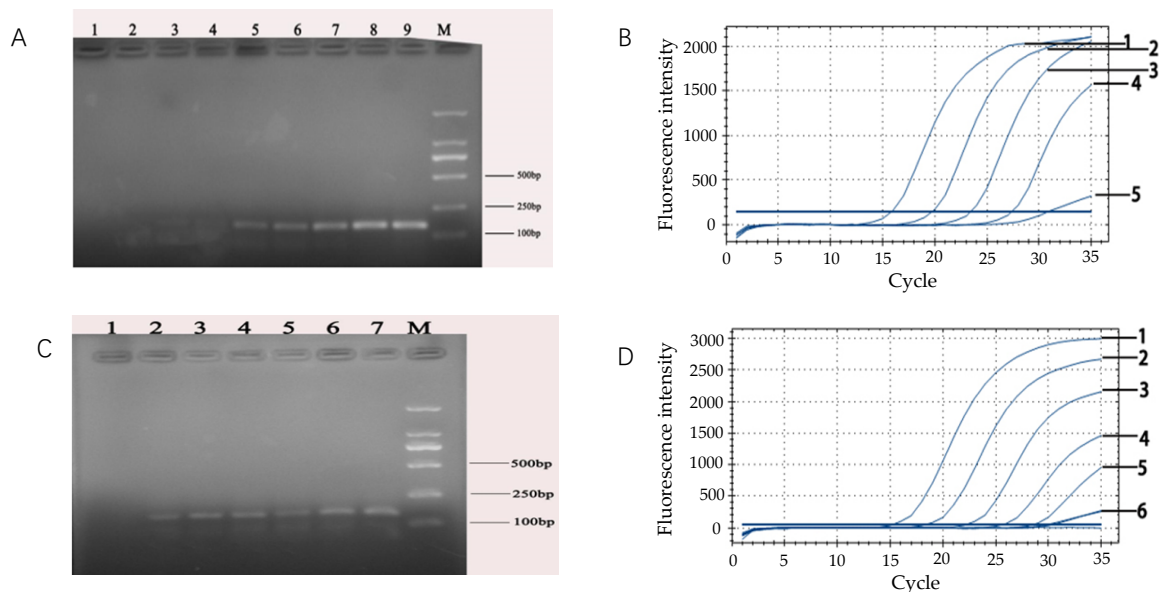 A
1 2 3 4 5 6 7 8 9 M
500bp
250bp
100bp
B
Fluorescence intensity
2000
1500
1000
500
0
0 5 10 15 20 25 30 35
Cycle
1
2
3
4
5
C
1 2 3 4 5 6 7 M
500bp
250bp
100bp
D
Fluorescence intensity
3000
2500
2000
1500
1000
500
0
0 5 10 15 20 25 30 35
Cycle
1
2
3
4
5
6